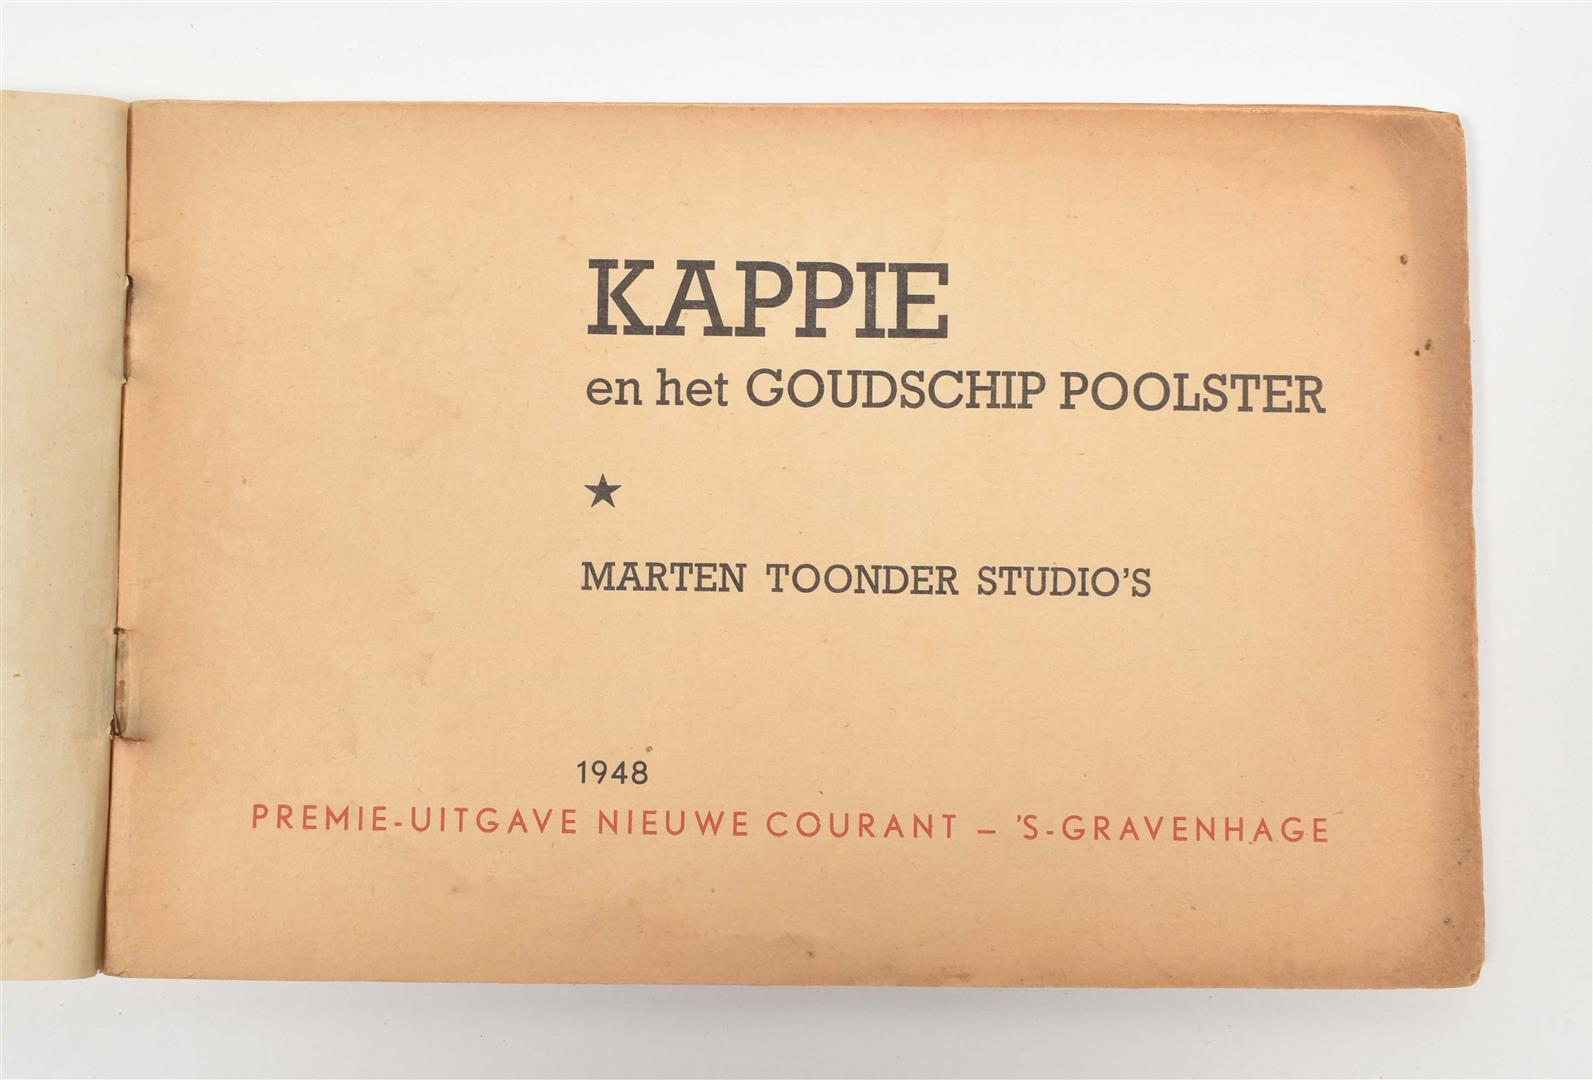 KAPPIE
en het GOUDSCHIP POOLSTER
★
MARTEN TOONDER STUDIO'S
1948
PREMIE-UITGAVE NIEUWE COURANT – 'S-GRAVENHAGE